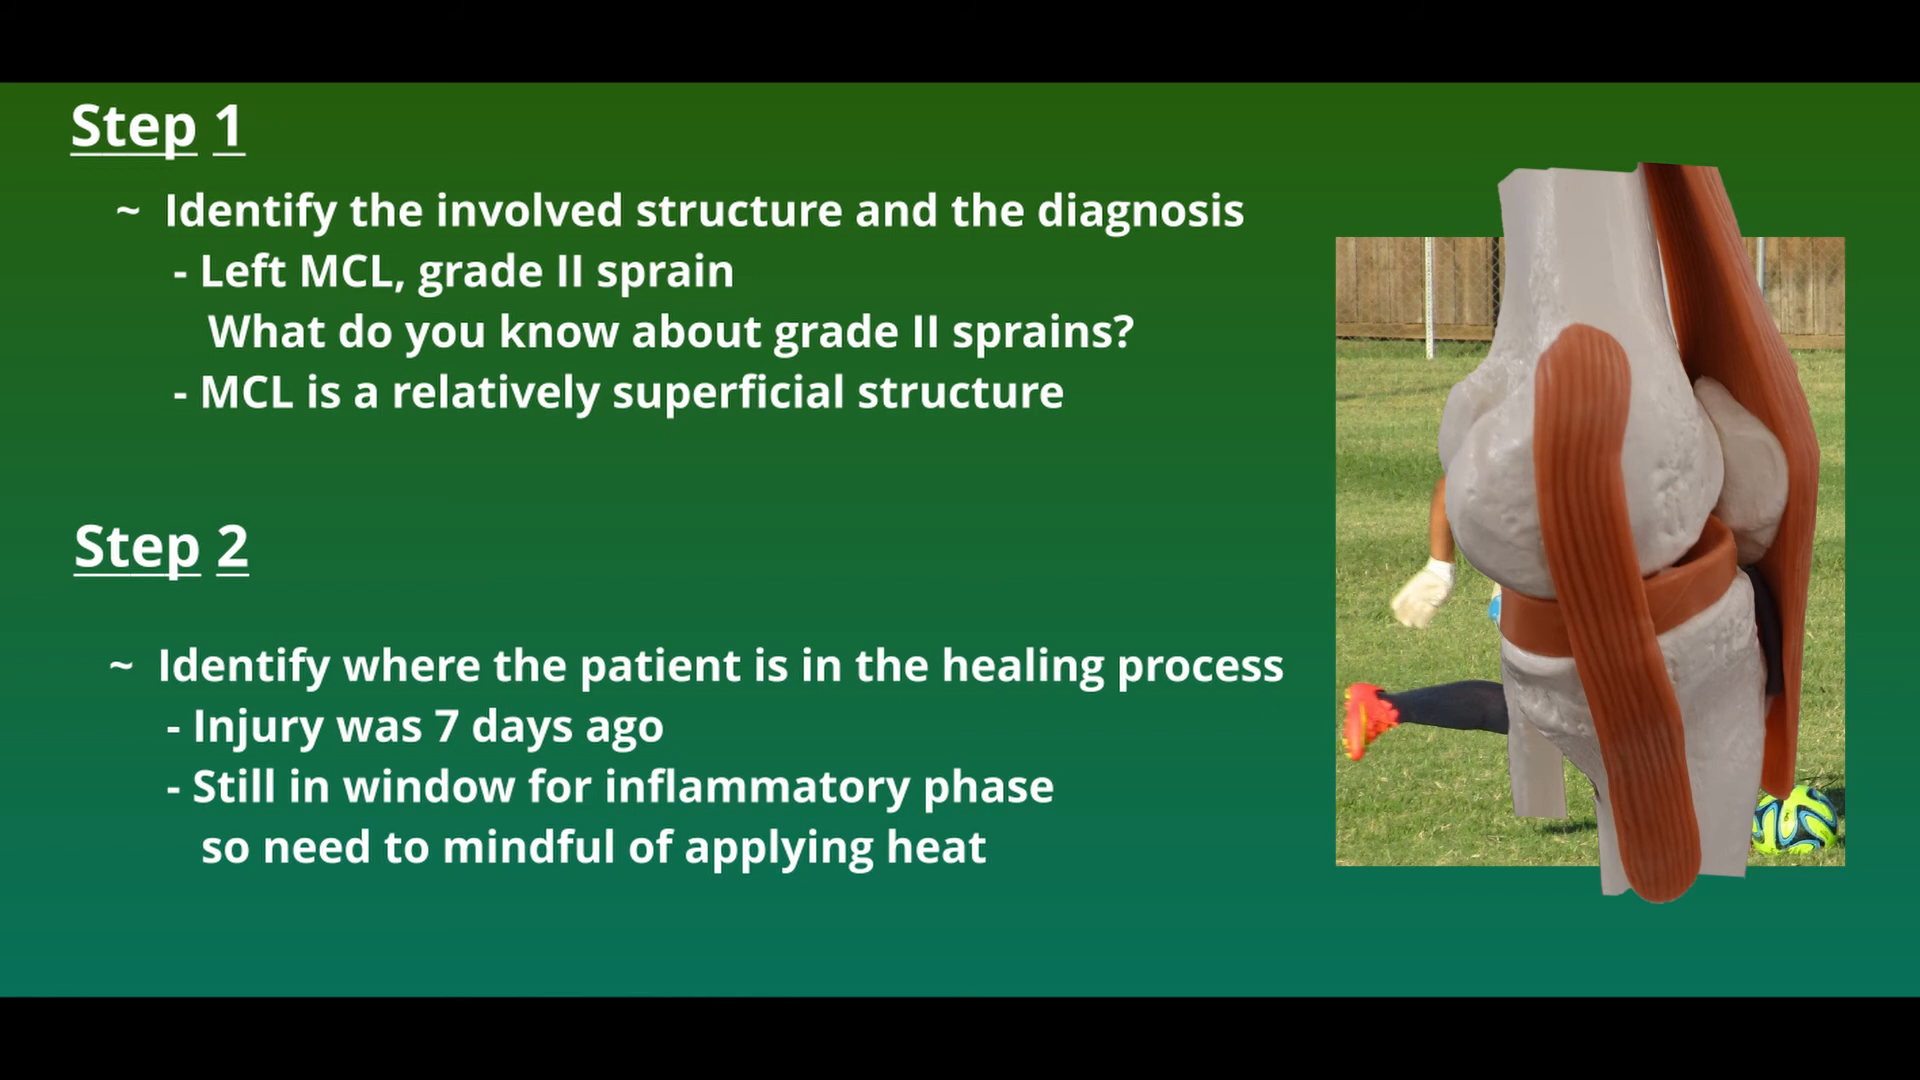 Step 1
~ Identify the involved structure and the diagnosis
- Left MCL, grade II sprain
What do you know about grade II sprains?
- MCL is a relatively superficial structure
Step 2
~ Identify where the patient is in the healing process
- Injury was 7 days ago
- Still in window for inflammatory phase
so need to mindful of applying heat